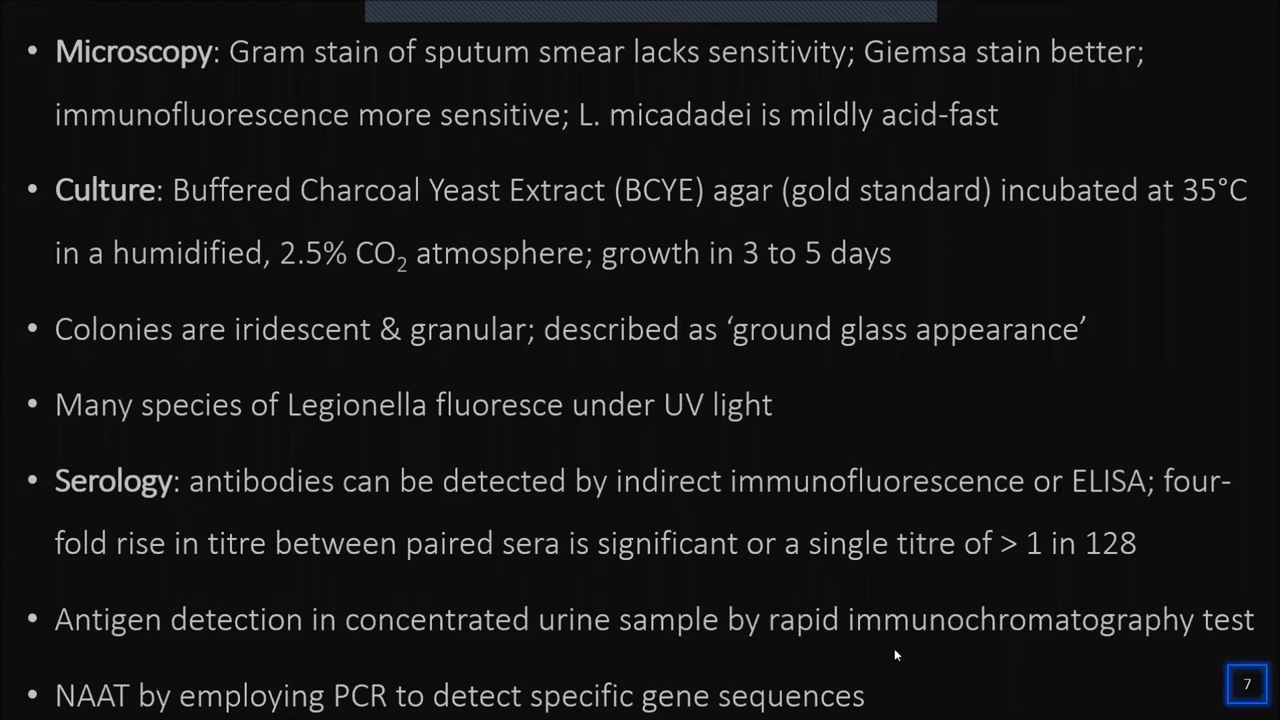 • Microscopy: Gram stain of sputum smear lacks sensitivity; Giemsa stain better;
immunofluorescence more sensitive; L. micadadei is mildly acid-fast
• Culture: Buffered Charcoal Yeast Extract (BCYE) agar (gold standard) incubated at 35°C
in a humidified, 2.5% CO₂ atmosphere; growth in 3 to 5 days
• Colonies are iridescent & granular; described as ‘ground glass appearance’
• Many species of Legionella fluoresce under UV light
• Serology: antibodies can be detected by indirect immunofluorescence or ELISA; four-
fold rise in titre between paired sera is significant or a single titre of > 1 in 128
• Antigen detection in concentrated urine sample by rapid immunochromatography test
• NAAT by employing PCR to detect specific gene sequences
7